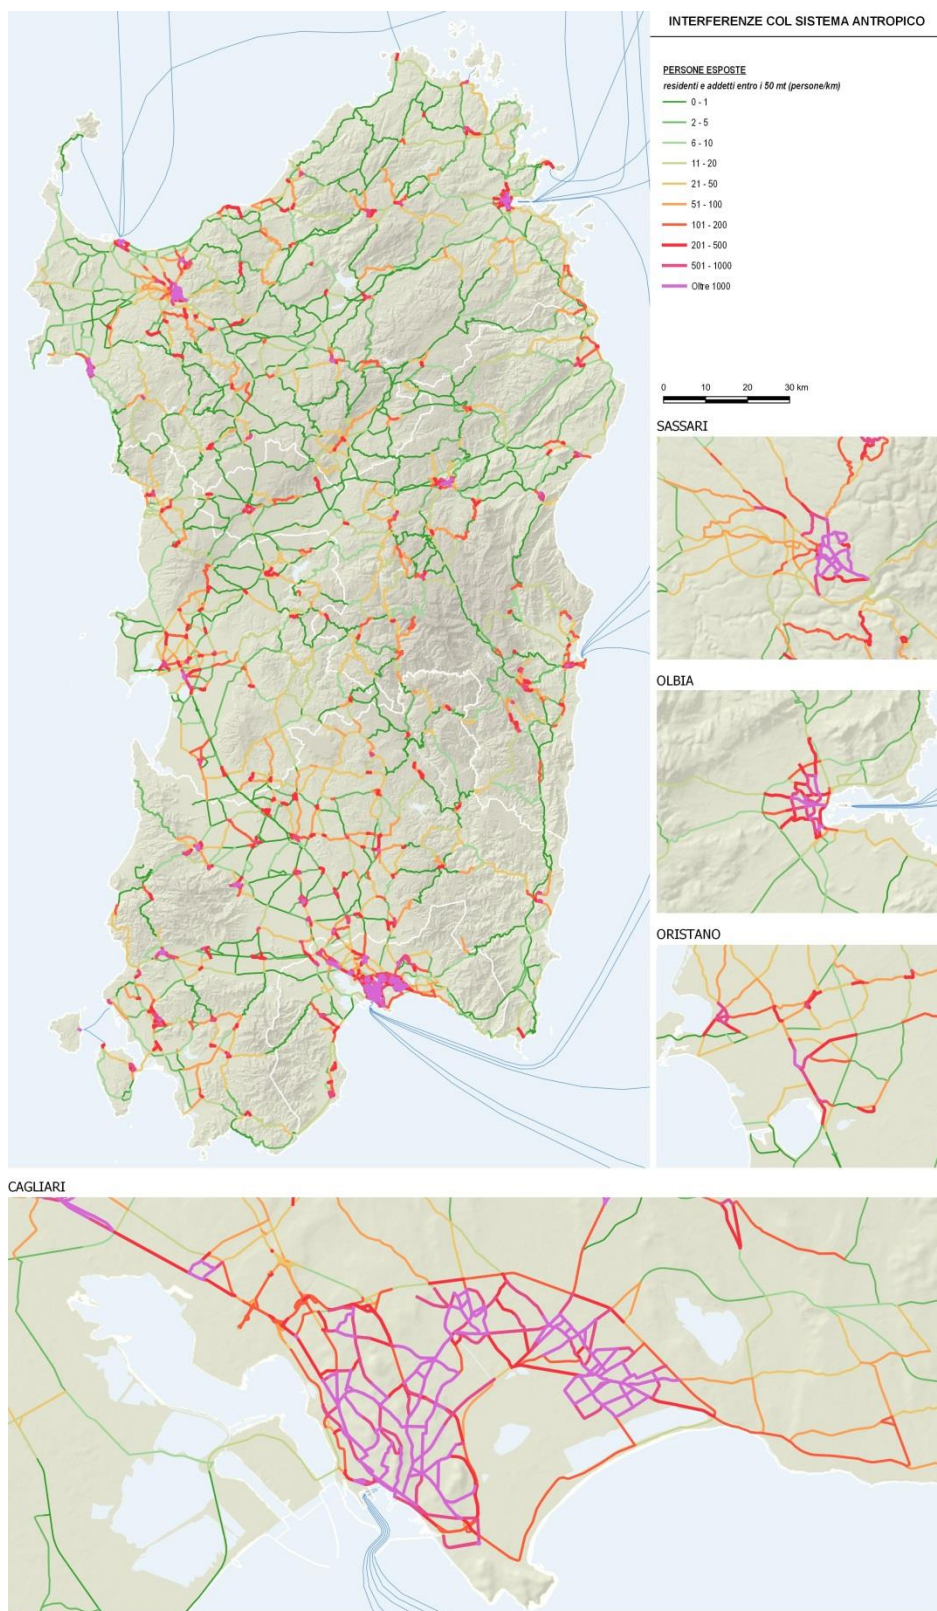 INTERFERENZE COL SISTEMA ANTROPICO
PERSONE ESPOSTE
residenti e addetti entro i 50 mt (persone/km)
0 - 1
2 - 5
6 - 10
11 - 20
21 - 50
51 - 100
101 - 200
201 - 500
501 - 1000
Oltre 1000
0 10 20 30 km
SASSARI
OLBIA
ORISTANO
CAGLIARI